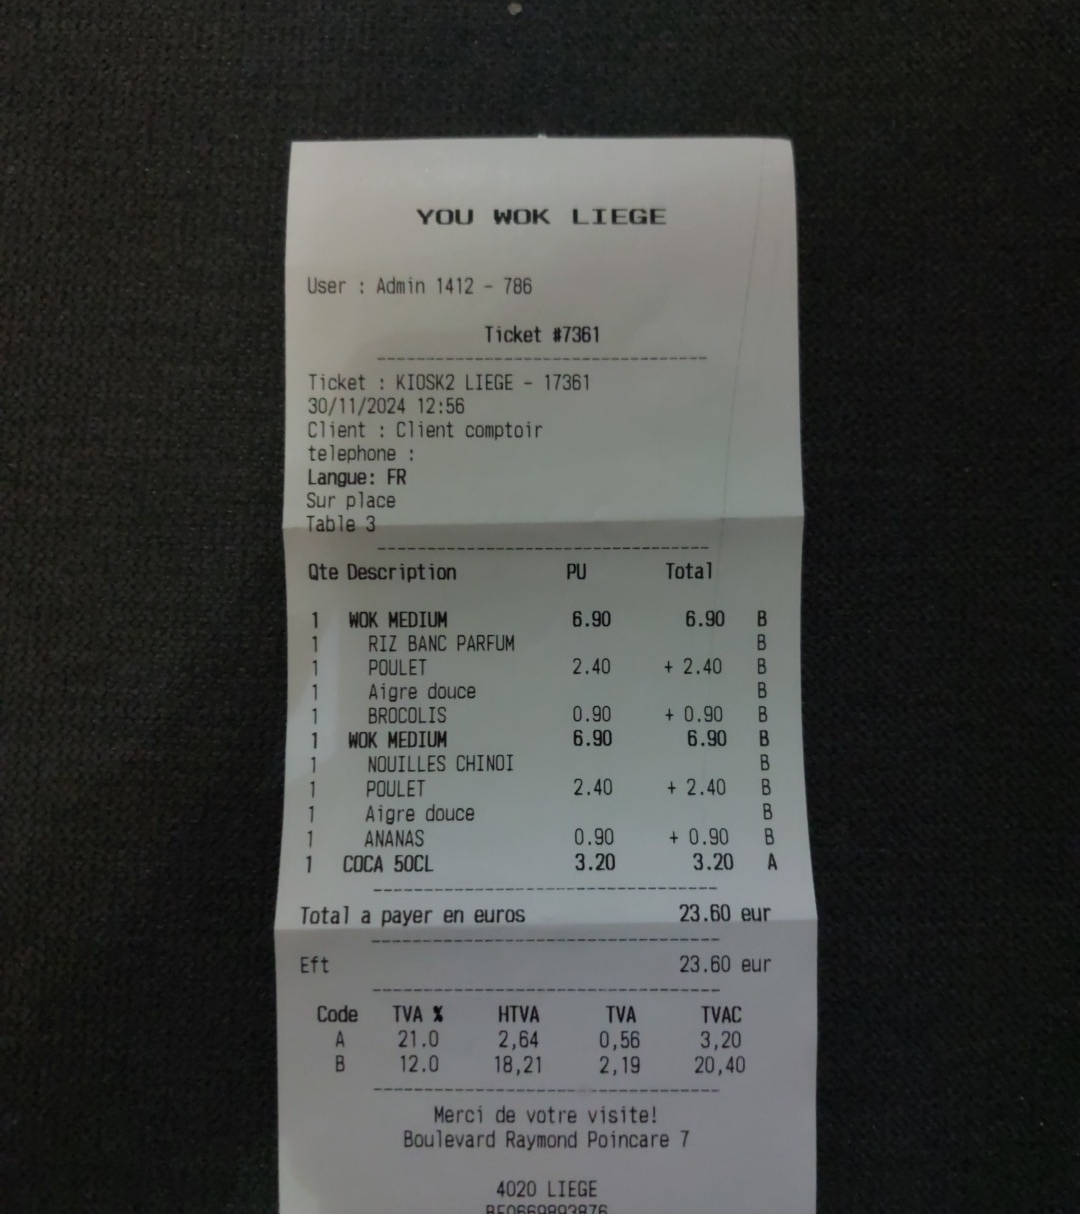 YOU WOK LIEGE
User : Admin 1412 - 786
Ticket #7361
--------------------------------
Ticket : KIOSK2 LIEGE - 17361
30/11/2024 12:56
Client : Client comptoir
telephone :
Langue: FR
Sur place
Table 3
--------------------------------
Qte Description PU Total
1 WOK MEDIUM 6.90 6.90 B
1 RIZ BANC PARFUM B
1 POULET 2.40 + 2.40 B
1 Aigre douce B
1 BROCOLIS 0.90 + 0.90 B
1 WOK MEDIUM 6.90 6.90 B
1 NOUILLES CHINOI B
1 POULET 2.40 + 2.40 B
1 Aigre douce B
1 ANANAS 0.90 + 0.90 B
1 COCA 50CL 3.20 3.20 A
--------------------------------
Total a payer en euros 23.60 eur
--------------------------------
Eft 23.60 eur
--------------------------------
Code TVA % HTVA TVA TVAC
A 21.0 2,64 0,56 3,20
B 12.0 18,21 2,19 20,40
--------------------------------
Merci de votre visite!
Boulevard Raymond Poincare 7
4020 LIEGE
BE0669893876